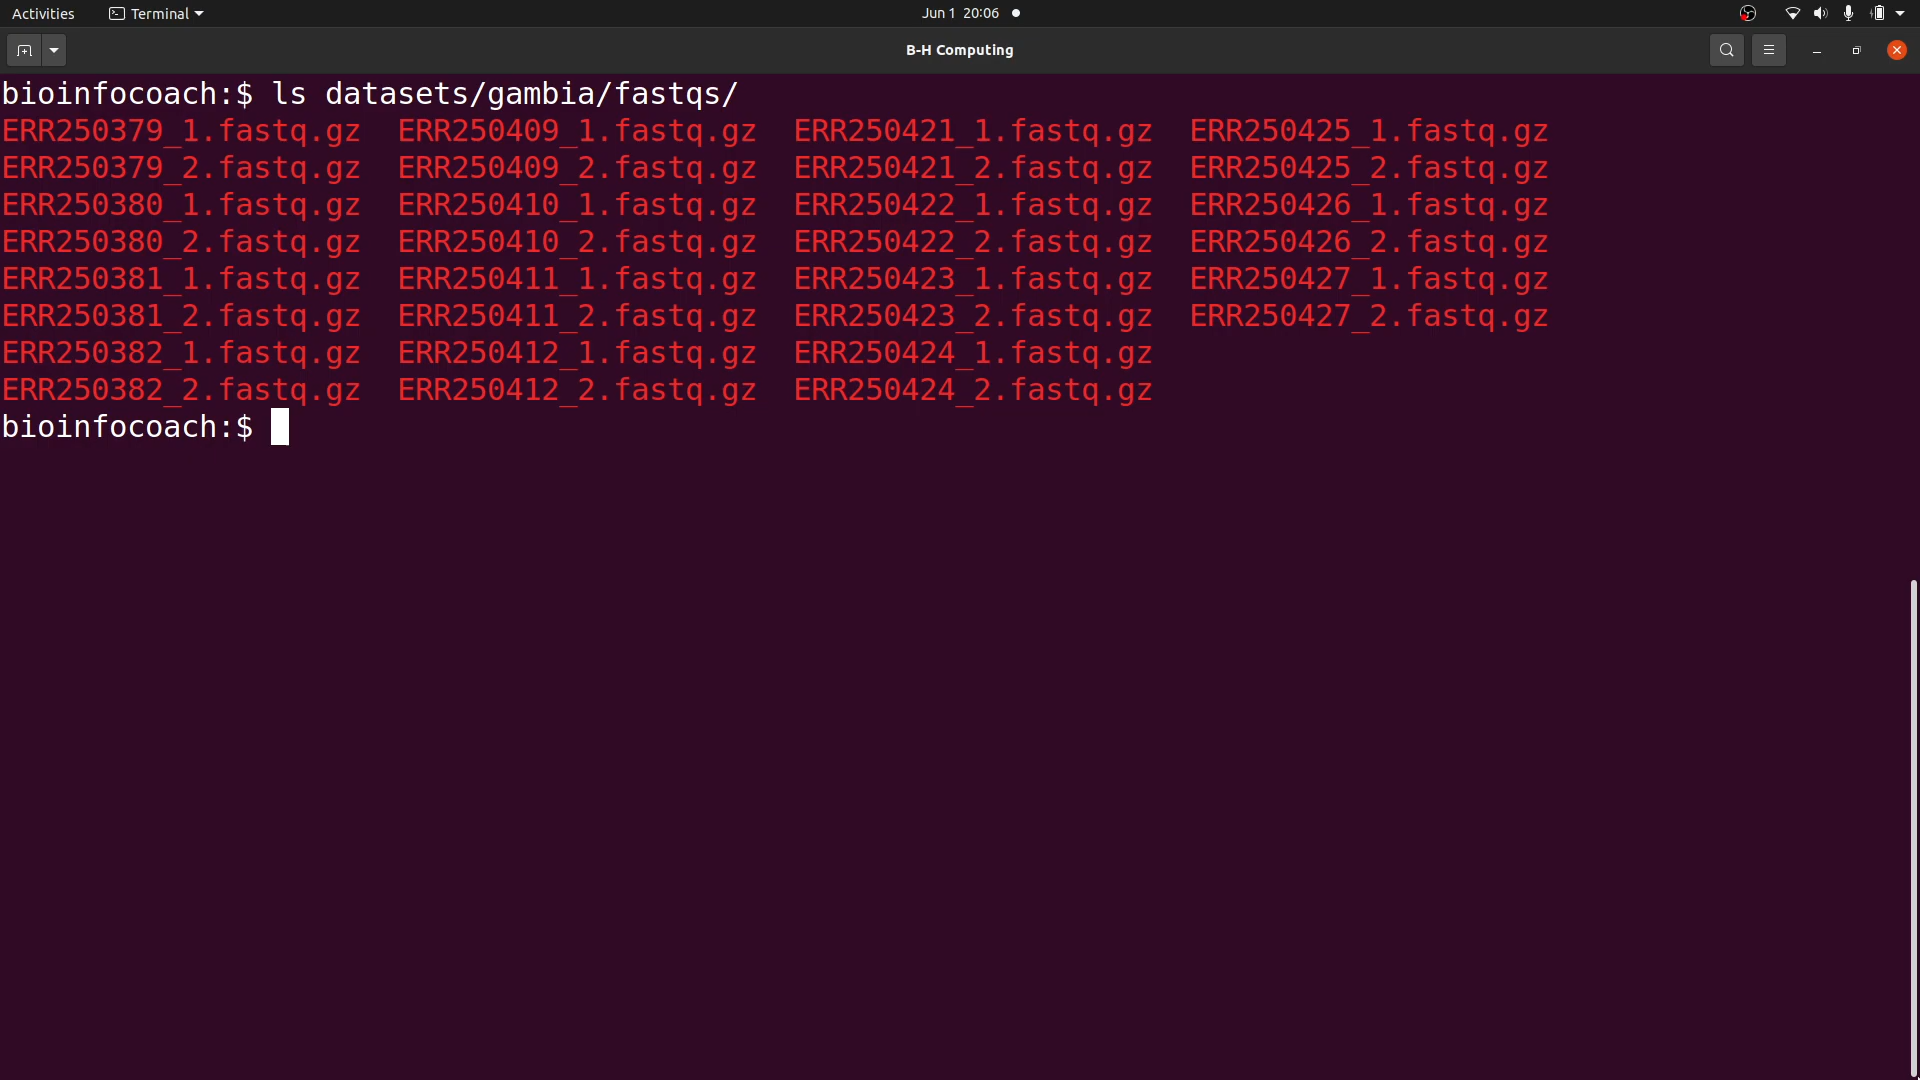 Activities Terminal Jun 1 20:06
B-H Computing
bioinfocoach:$ ls datasets/gambia/fastqs/
ERR250379_1.fastq.gz ERR250409_1.fastq.gz ERR250421_1.fastq.gz ERR250425_1.fastq.gz
ERR250379_2.fastq.gz ERR250409_2.fastq.gz ERR250421_2.fastq.gz ERR250425_2.fastq.gz
ERR250380_1.fastq.gz ERR250410_1.fastq.gz ERR250422_1.fastq.gz ERR250426_1.fastq.gz
ERR250380_2.fastq.gz ERR250410_2.fastq.gz ERR250422_2.fastq.gz ERR250426_2.fastq.gz
ERR250381_1.fastq.gz ERR250411_1.fastq.gz ERR250423_1.fastq.gz ERR250427_1.fastq.gz
ERR250381_2.fastq.gz ERR250411_2.fastq.gz ERR250423_2.fastq.gz ERR250427_2.fastq.gz
ERR250382_1.fastq.gz ERR250412_1.fastq.gz ERR250424_1.fastq.gz
ERR250382_2.fastq.gz ERR250412_2.fastq.gz ERR250424_2.fastq.gz
bioinfocoach:$